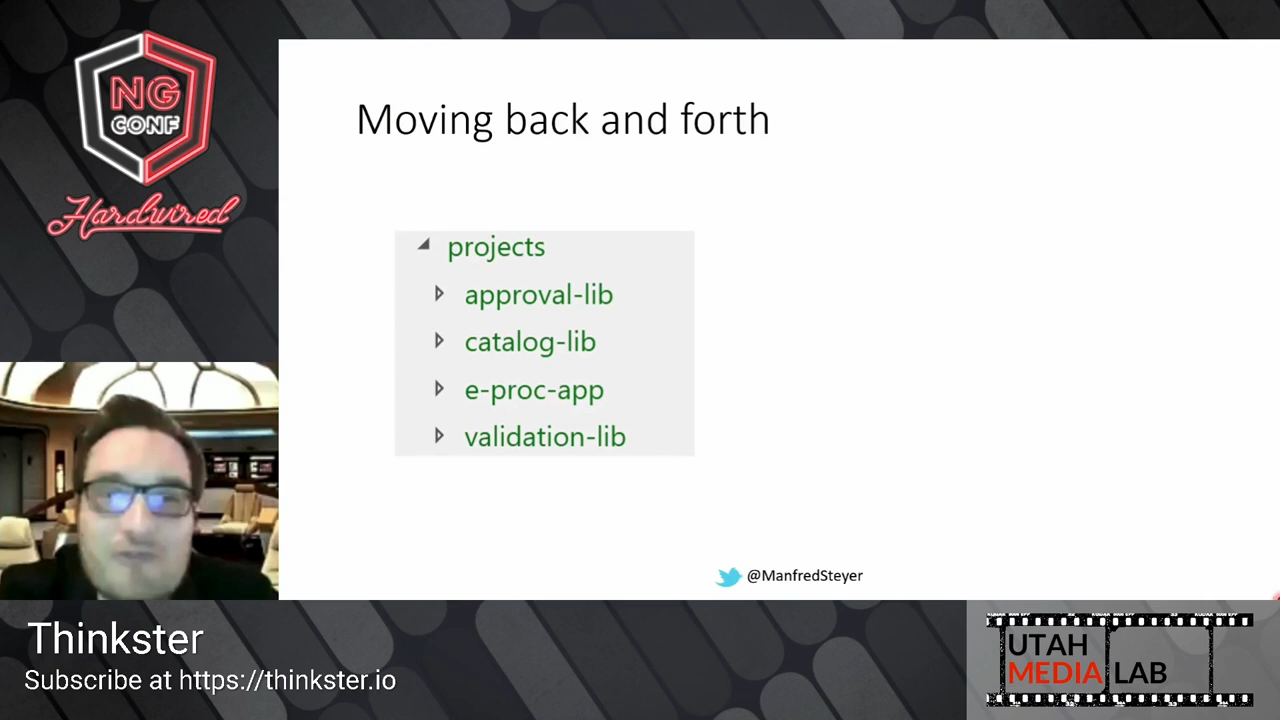 NG
CONF
Hardwired
Moving back and forth
projects
approval-lib
catalog-lib
e-proc-app
validation-lib
@ManfredSteyer
Thinkster
Subscribe at https://thinkster.io
UTAH
MEDIA LAB